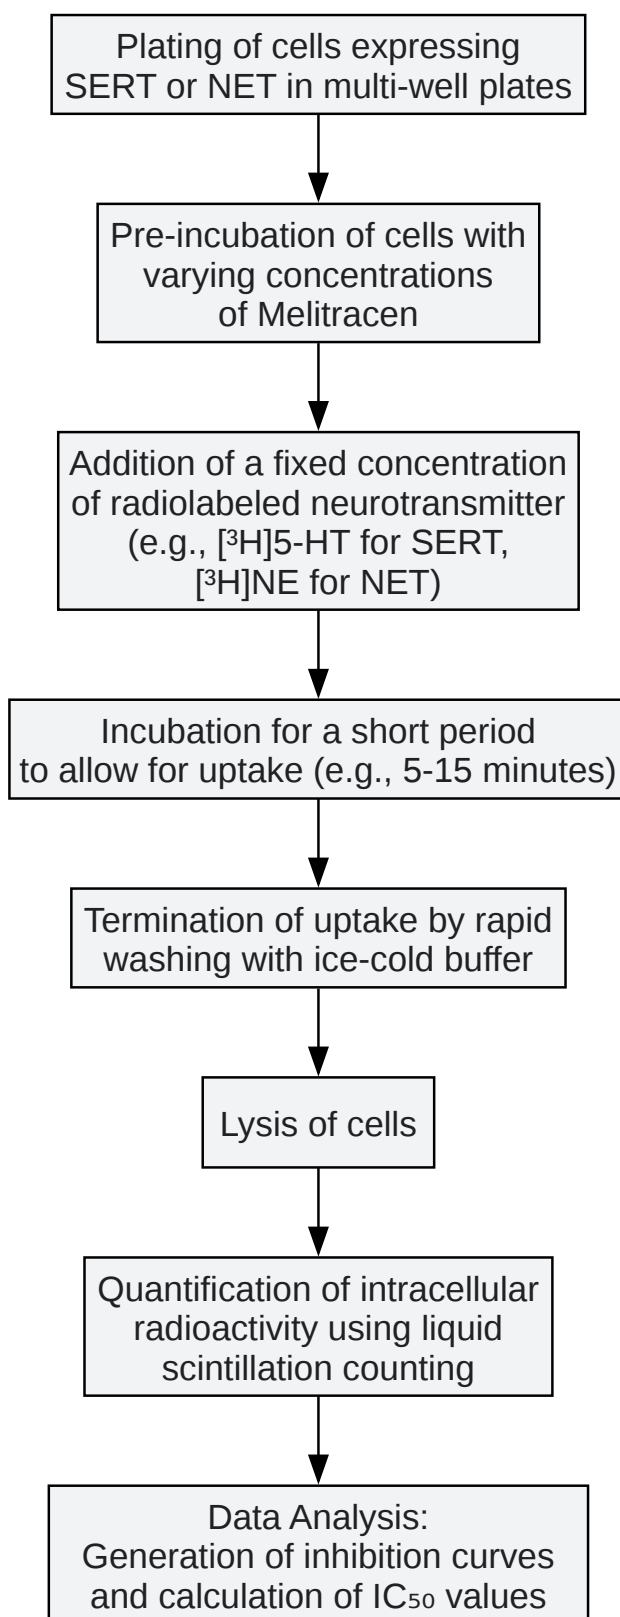 Plating of cells expressing
SERT or NET in multi-well plates
Pre-incubation of cells with
varying concentrations
of Melitracen
Addition of a fixed concentration
of radiolabeled neurotransmitter
(e.g., [³H]5-HT for SERT,
[³H]NE for NET)
Incubation for a short period
to allow for uptake (e.g., 5-15 minutes)
Termination of uptake by rapid
washing with ice-cold buffer
Lysis of cells
Quantification of intracellular
radioactivity using liquid
scintillation counting
Data Analysis:
Generation of inhibition curves
and calculation of IC₅₀ values